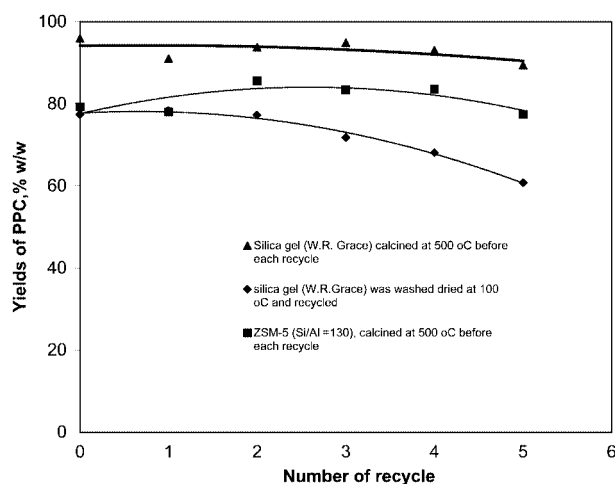 100
80
60
40
20
0
Yields of PPC,% w/w
Silica gel (W.R. Grace) calcined at 500 oC before
each recycle
silica gel (W.R.Grace) was washed dried at 100
oC and recycled
ZSM-5 (Si/Al =130), calcined at 500 oC before
each recycle
0 1 2 3 4 5 6
Number of recycle